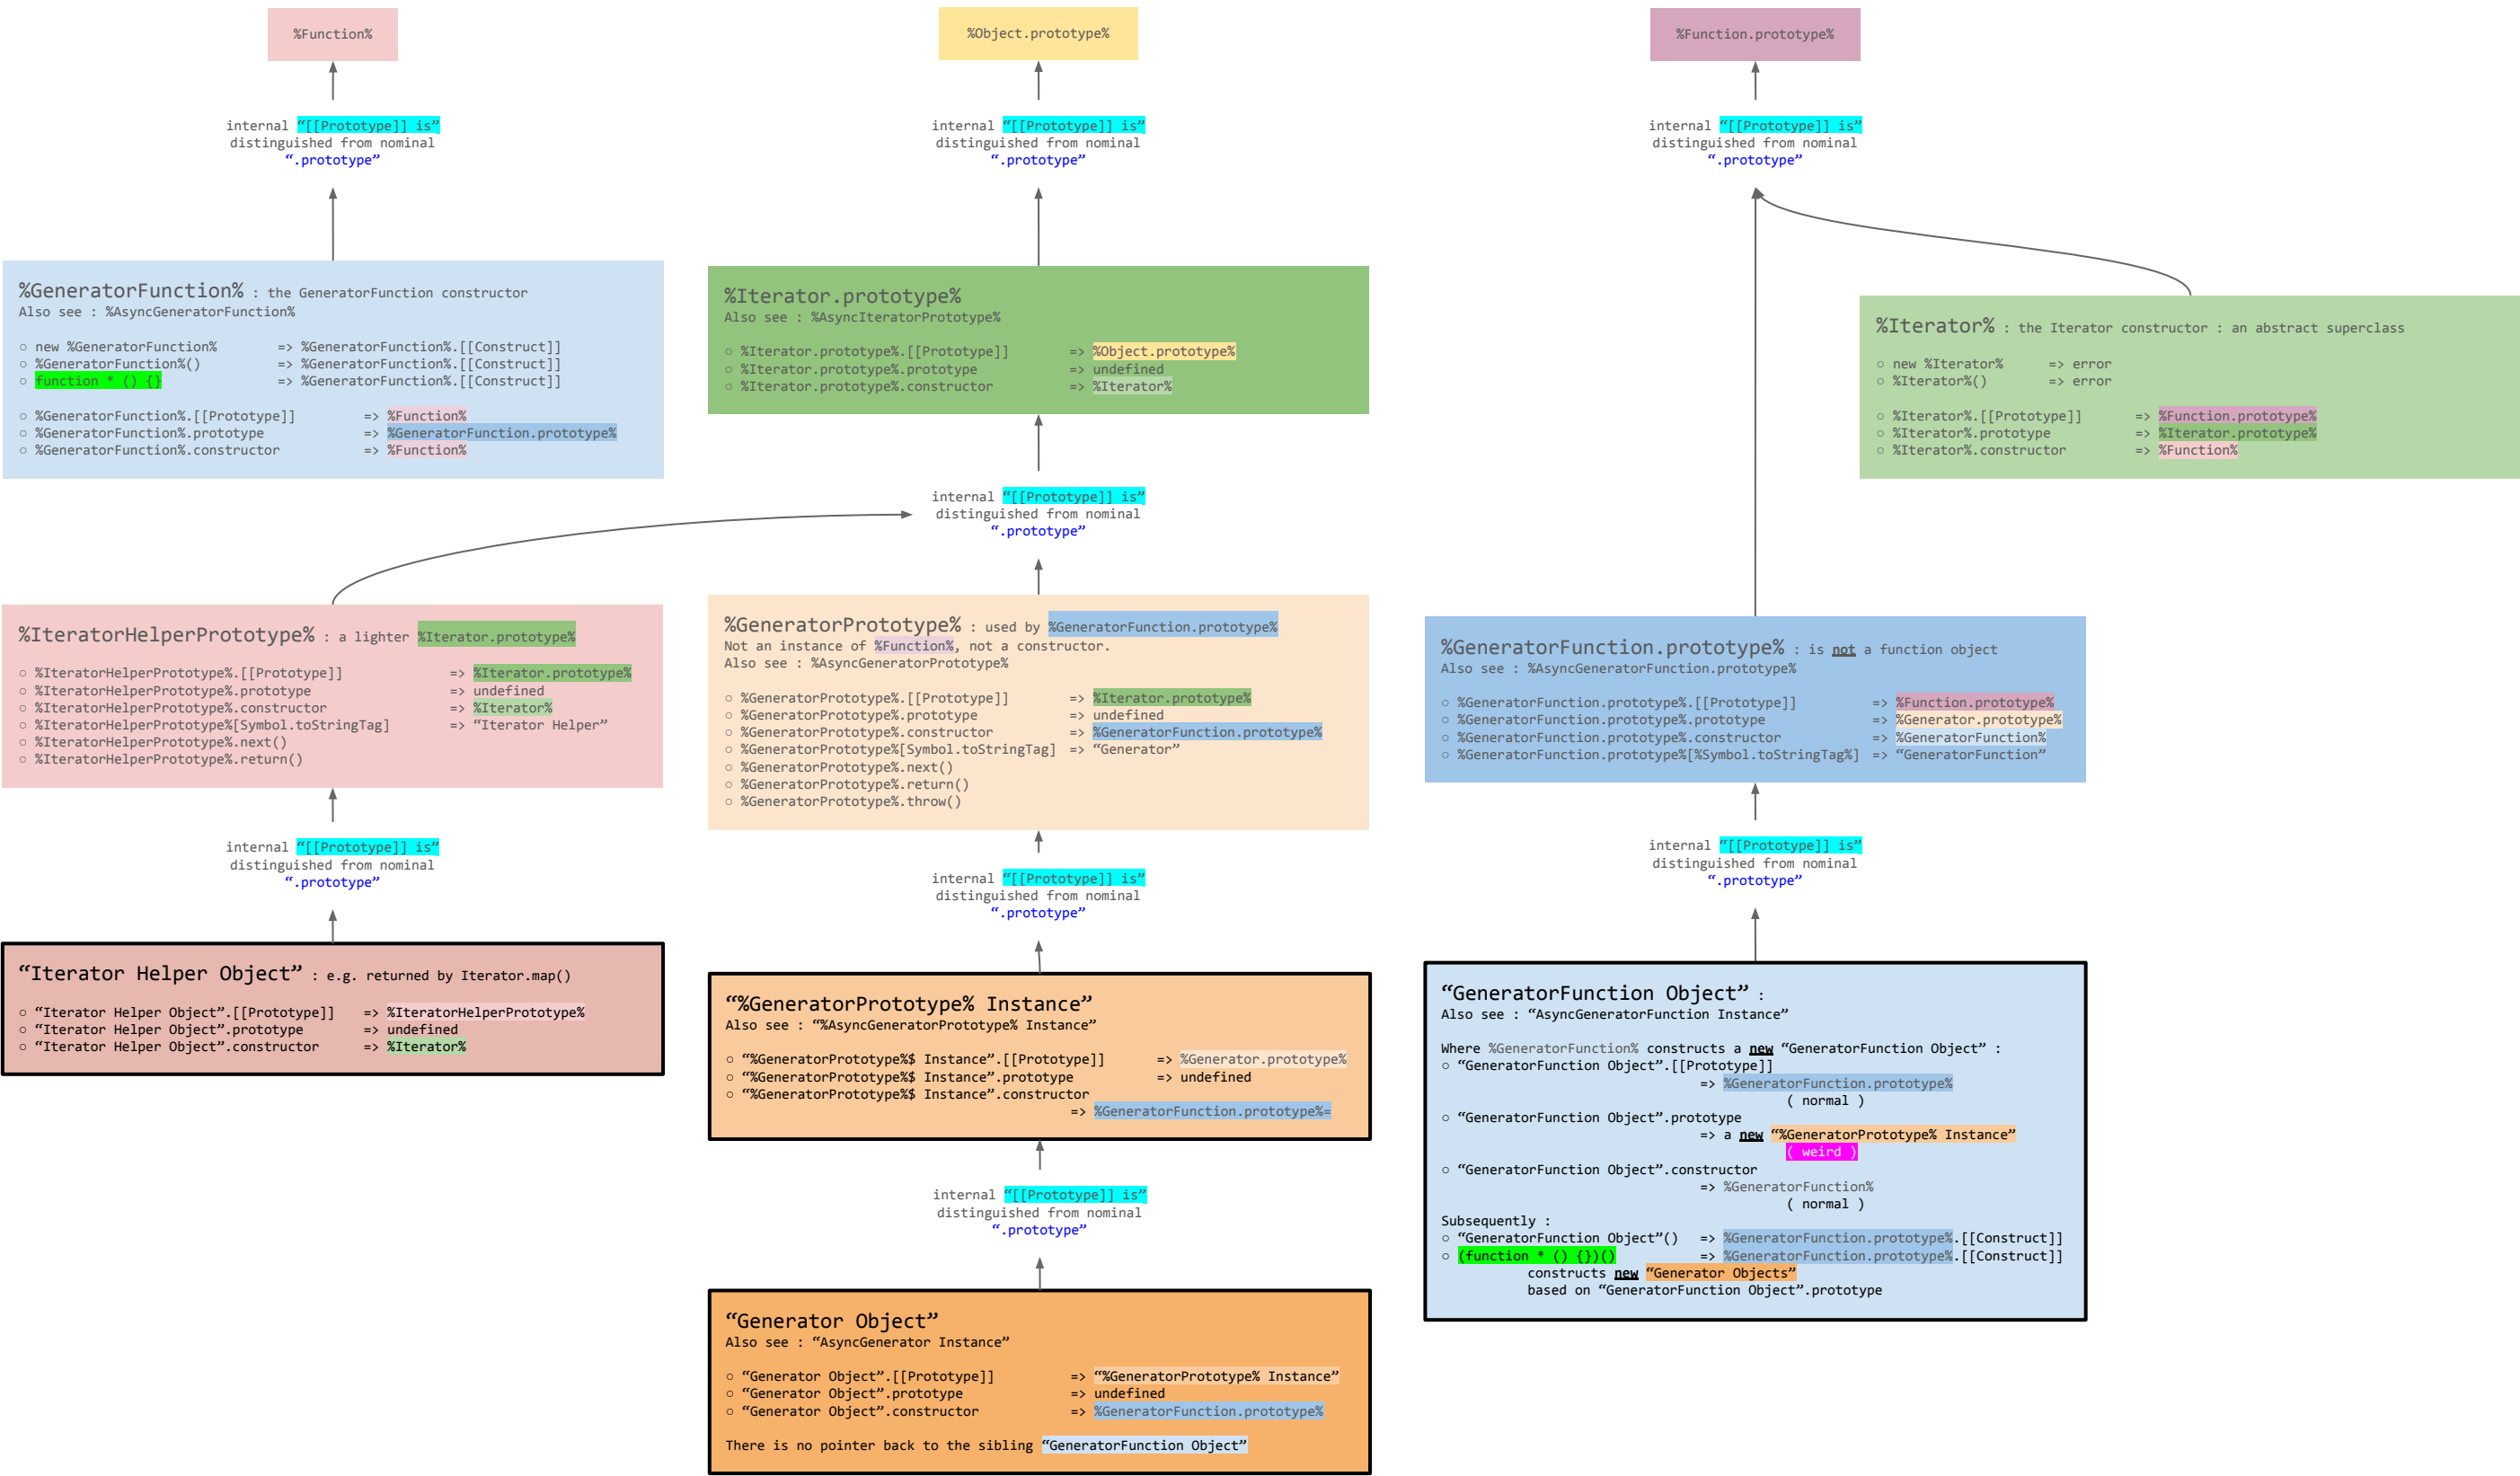 %Function%
internal “[[Prototype]] is”
distinguished from nominal
“.prototype”
%GeneratorFunction% : the GeneratorFunction constructor
Also see : %AsyncGeneratorFunction%
○ new %GeneratorFunction% => %GeneratorFunction%.[[Construct]]
○ %GeneratorFunction%() => %GeneratorFunction%.[[Construct]]
○ function * () {} => %GeneratorFunction%.[[Construct]]
○ %GeneratorFunction%.[[Prototype]] => %Function%
○ %GeneratorFunction%.prototype => %GeneratorFunction.prototype%
○ %GeneratorFunction%.constructor => %Function%
%IteratorHelperPrototype% : a lighter %Iterator.prototype%
○ %IteratorHelperPrototype%.[[Prototype]] => %Iterator.prototype%
○ %IteratorHelperPrototype%.prototype => undefined
○ %IteratorHelperPrototype%.constructor => %Iterator%
○ %IteratorHelperPrototype%[Symbol.toStringTag] => “Iterator Helper”
○ %IteratorHelperPrototype%.next()
○ %IteratorHelperPrototype%.return()
internal “[[Prototype]] is”
distinguished from nominal
“.prototype”
“Iterator Helper Object” : e.g. returned by Iterator.map()
○ “Iterator Helper Object”.[[Prototype]] => %IteratorHelperPrototype%
○ “Iterator Helper Object”.prototype => undefined
○ “Iterator Helper Object”.constructor => %Iterator%
%Object.prototype%
internal “[[Prototype]] is”
distinguished from nominal
“.prototype”
%Iterator.prototype%
Also see : %AsyncIteratorPrototype%
○ %Iterator.prototype%.[[Prototype]] => %Object.prototype%
○ %Iterator.prototype%.prototype => undefined
○ %Iterator.prototype%.constructor => %Iterator%
internal “[[Prototype]] is”
distinguished from nominal
“.prototype”
%GeneratorPrototype% : used by %GeneratorFunction.prototype%
Not an instance of %Function%, not a constructor.
Also see : %AsyncGeneratorPrototype%
○ %GeneratorPrototype%.[[Prototype]] => %Iterator.prototype%
○ %GeneratorPrototype%.prototype => undefined
○ %GeneratorPrototype%.constructor => %GeneratorFunction.prototype%
○ %GeneratorPrototype%[Symbol.toStringTag] => “Generator”
○ %GeneratorPrototype%.next()
○ %GeneratorPrototype%.return()
○ %GeneratorPrototype%.throw()
internal “[[Prototype]] is”
distinguished from nominal
“.prototype”
“%GeneratorPrototype% Instance”
Also see : “%AsyncGeneratorPrototype% Instance”
○ “%GeneratorPrototype%$ Instance”.[[Prototype]] => %Generator.prototype%
○ “%GeneratorPrototype%$ Instance”.prototype => undefined
○ “%GeneratorPrototype%$ Instance”.constructor
=> %GeneratorFunction.prototype%=
internal “[[Prototype]] is”
distinguished from nominal
“.prototype”
“Generator Object”
Also see : “AsyncGenerator Instance”
○ “Generator Object”.[[Prototype]] => “%GeneratorPrototype% Instance”
○ “Generator Object”.prototype => undefined
○ “Generator Object”.constructor => %GeneratorFunction.prototype%
There is no pointer back to the sibling “GeneratorFunction Object”
%Function.prototype%
internal “[[Prototype]] is”
distinguished from nominal
“.prototype”
%Iterator% : the Iterator constructor : an abstract superclass
○ new %Iterator% => error
○ %Iterator%() => error
○ %Iterator%.[[Prototype]] => %Function.prototype%
○ %Iterator%.prototype => %Iterator.prototype%
○ %Iterator%.constructor => %Function%
%GeneratorFunction.prototype% : is not a function object
Also see : %AsyncGeneratorFunction.prototype%
○ %GeneratorFunction.prototype%.[[Prototype]] => %Function.prototype%
○ %GeneratorFunction.prototype%.prototype => %Generator.prototype%
○ %GeneratorFunction.prototype%.constructor => %GeneratorFunction%
○ %GeneratorFunction.prototype%[%Symbol.toStringTag%] => “GeneratorFunction”
internal “[[Prototype]] is”
distinguished from nominal
“.prototype”
“GeneratorFunction Object” :
Also see : “AsyncGeneratorFunction Instance”
Where %GeneratorFunction% constructs a new “GeneratorFunction Object” :
○ “GeneratorFunction Object”.[[Prototype]]
=> %GeneratorFunction.prototype%
( normal )
○ “GeneratorFunction Object”.prototype
=> a new “%GeneratorPrototype% Instance”
( weird )
○ “GeneratorFunction Object”.constructor
=> %GeneratorFunction%
( normal )
Subsequently :
○ “GeneratorFunction Object”() => %GeneratorFunction.prototype%.[[Construct]]
○ (function * () {})() => %GeneratorFunction.prototype%.[[Construct]]
constructs new “Generator Objects”
based on “GeneratorFunction Object”.prototype